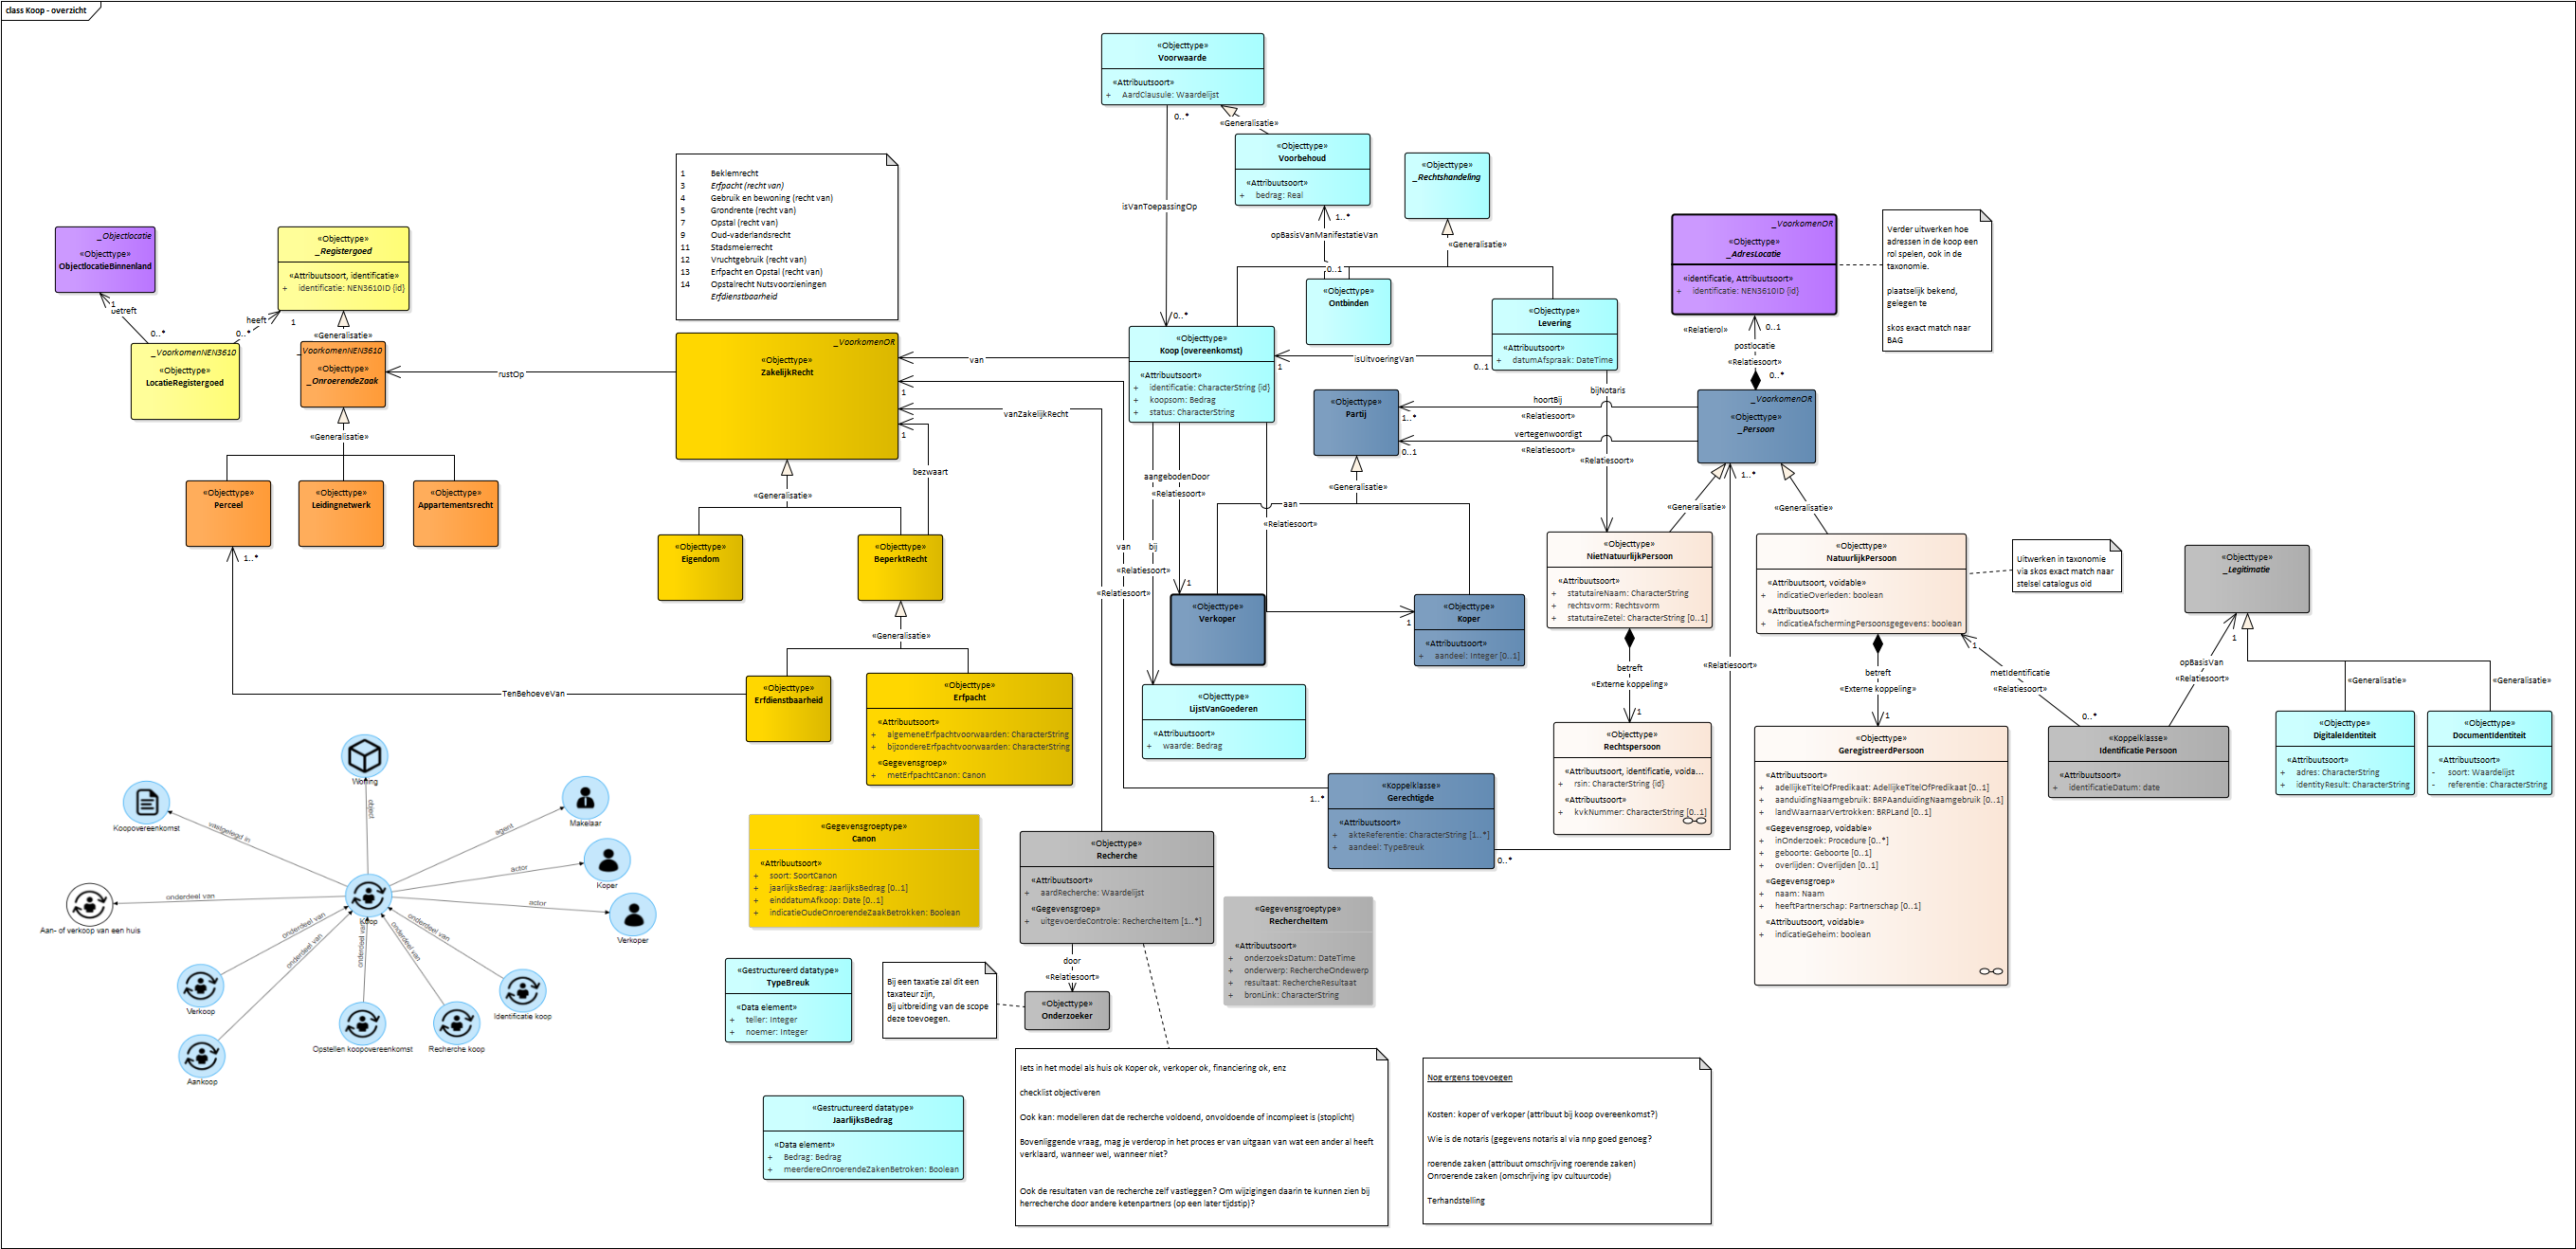 class Koop - overzicht
«Objecttype»
Voorwaarde
«Attribuutsoort»
+ AardClausule: Waardelijst
0..*
«Generalisatie»
«Objecttype»
Voorbehoud
«Attribuutsoort»
+ bedrag: Real
«Objecttype»
_Rechtshandeling
isVanToepassingOp
1..*
opBasisVanManifestatieVan
«Generalisatie»
0..1
«Objecttype»
Ontbinden
0..*
1 Beklemrecht
3 Erfpacht (recht van)
4 Gebruik en bewoning (recht van)
5 Grondrente (recht van)
7 Opstal (recht van)
9 Oud-vaderlandsrecht
11 Stadsmeierrecht
12 Vruchtgebruik (recht van)
13 Erfpacht en Opstal (recht van)
14 Opstalrecht Nutsvoorzieningen
Erfdienstbaarheid
_Objectlocatie
«Objecttype»
ObjectlocatieBinnenland
1
betreft
0..*
«Objecttype»
_Registergoed
«Attribuutsoort, identificatie»
+ identificatie: NEN3610ID {id}
heeft
0..*
1
«Generalisatie»
_VoorkomenNEN3610
«Objecttype»
LocatieRegistergoed
_VoorkomenNEN3610
«Objecttype»
_OnroerendeZaak
rustOp
«Generalisatie»
«Objecttype»
Perceel
«Objecttype»
Leidingnetwerk
«Objecttype»
Appartementsrecht
1..*
_VoorkomenOR
«Objecttype»
ZakelijkRecht
van
1
vanZakelijkRecht
1
bezwaart
«Generalisatie»
«Objecttype»
Eigendom
«Objecttype»
BeperktRecht
«Generalisatie»
TenBehoeveVan
«Objecttype»
Erfdienstbaarheid
«Objecttype»
Erfpacht
«Attribuutsoort»
+ algemeneErfpachtvoorwaarden: CharacterString
+ bijzondereErfpachtvoorwaarden: CharacterString
«Gegevensgroep»
+ metErfpachtCanon: Canon
«Objecttype»
Koop (overeenkomst)
«Attribuutsoort»
+ identificatie: CharacterString {id}
+ koopsom: Bedrag
+ status: CharacterString
1
isUitvoeringVan
0..1
«Objecttype»
Levering
«Attribuutsoort»
+ datumAfspraak: DateTime
bijNotaris
«Relatiesoort»
«Objecttype»
Partij
hoortBij
1..*
«Relatiesoort»
vertegenwoordigt
0..1
«Relatiesoort»
«Generalisatie»
aangebodenDoor
«Relatiesoort»
aan
«Relatiesoort»
van
bij
«Relatiesoort»
«Relatiesoort»
1
«Objecttype»
Verkoper
1
«Objecttype»
Koper
«Attribuutsoort»
+ aandeel: Integer [0..1]
«Objecttype»
LijstVanGoederen
«Attribuutsoort»
+ waarde: Bedrag
_VoorkomenOR
«Objecttype»
_AdresLocatie
«identificatie, Attribuutsoort»
+ identificatie: NEN3610ID {id}
Verder uitwerken hoe
adressen in de koop een
rol spelen, ook in de
taxonomie.
plaatselijk bekend,
gelegen te
skos exact match naar
BAG
«Relatierol»
0..1
postlocatie
«Relatiesoort»
0..*
_VoorkomenOR
«Objecttype»
_Persoon
1..*
«Generalisatie»
«Generalisatie»
«Objecttype»
NietNatuurlijkPersoon
«Attribuutsoort»
+ statutaireNaam: CharacterString
+ rechtsvorm: Rechtsvorm
+ statutaireZetel: CharacterString [0..1]
«Objecttype»
NatuurlijkPersoon
«Attribuutsoort, voidable»
+ indicatieOverleden: boolean
«Attribuutsoort»
+ indicatieAfschermingPersoonsgegevens: boolean
Uitwerken in taxonomie
via skos exact match naar
stelsel catalogus oid
«Objecttype»
_Legitimatie
betreft
«Externe koppeling»
1
«Relatiesoort»
betreft
«Externe koppeling»
1
1
metIdentificatie
«Relatiesoort»
0..*
1
opBasisVan
«Relatiesoort»
«Generalisatie»
«Generalisatie»
«Objecttype»
Rechtspersoon
«Attribuutsoort, identificatie, voida...
+ rsin: CharacterString {id}
«Attribuutsoort»
+ kvkNummer: CharacterString [0..1]
«Objecttype»
GeregistreerdPersoon
«Attribuutsoort»
+ adellijkeTitelOfPredikaat: AdellijkeTitelOfPredikaat [0..1]
+ aanduidingNaamgebruik: BRPAanduidingNaamgebruik [0..1]
+ landWaarnaarVertrokken: BRPLand [0..1]
«Gegevensgroep, voidable»
+ inOnderzoek: Procedure [0..*]
+ geboorte: Geboorte [0..1]
+ overlijden: Overlijden [0..1]
«Gegevensgroep»
+ naam: Naam
+ heeftPartnerschap: Partnerschap [0..1]
«Attribuutsoort, voidable»
+ indicatieGeheim: boolean
«Koppelklasse»
Identificatie Persoon
«Attribuutsoort»
+ identificatieDatum: date
«Objecttype»
DigitaleIdentiteit
«Attribuutsoort»
+ adres: CharacterString
+ identityResult: CharacterString
«Objecttype»
DocumentIdentiteit
«Attribuutsoort»
- soort: Waardelijst
- referentie: CharacterString
1..*
«Koppelklasse»
Gerechtigde
«Attribuutsoort»
+ akteReferentie: CharacterString [1..*]
+ aandeel: TypeBreuk
0..*
«Gegevensgroeptype»
Canon
«Attribuutsoort»
+ soort: SoortCanon
+ jaarlijksBedrag: JaarlijksBedrag [0..1]
+ einddatumAfkoop: Date [0..1]
+ indicatieOudeOnroerendeZaakBetrokken: Boolean
«Objecttype»
Recherche
«Attribuutsoort»
+ aardRecherche: Waardelijst
«Gegevensgroep»
+ uitgevoerdeControle: RechercheItem [1..*]
door
«Relatiesoort»
«Objecttype»
Onderzoeker
«Gegevensgroeptype»
RechercheItem
«Attribuutsoort»
+ onderzoeksDatum: DateTime
+ onderwerp: RechercheOndewerp
+ resultaat: RechercheResultaat
+ bronLink: CharacterString
«Gestructureerd datatype»
TypeBreuk
«Data element»
+ teller: Integer
+ noemer: Integer
Bij een taxatie zal dit een
taxateur zijn,
Bij uitbreiding van de scope
deze toevoegen.
«Gestructureerd datatype»
JaarlijksBedrag
«Data element»
+ Bedrag: Bedrag
+ meerdereOnroerendeZakenBetroken: Boolean
Iets in het model als huis ok Koper ok, verkoper ok, financiering ok, enz
checklist objectiveren
Ook kan: modelleren dat de recherche voldoend, onvoldoende of incompleet is (stoplicht)
Bovenliggende vraag, mag je verderop in het proces er van uitgaan van wat een ander al heeft
verklaard, wanneer wel, wanneer niet?
Ook de resultaten van de recherche zelf vastleggen? Om wijzigingen daarin te kunnen zien bij
herrecherche door andere ketenpartners (op een later tijdstip)?
Nog ergens toevoegen
Kosten: koper of verkoper (attribuut bij koop overeenkomst?)
Wie is de notaris (gegevens notaris al via nnp goed genoeg?
roerende zaken (attribuut omschrijving roerende zaken)
Onroerende zaken (omschrijving ipv cultuurcode)
Terhandstelling
Woning
object
Koopovereenkomst
vastgelegd in
Makelaar
agent
Koper
actor
Verkoper
actor
Koop
onderdeel van
Aan- of verkoop van een huis
onderdeel van
onderdeel van
onderdeel van
onderdeel van
onderdeel van
Verkoop
Aankoop
Opstellen koopovereenkomst
Recherche koop
Identificatie koop